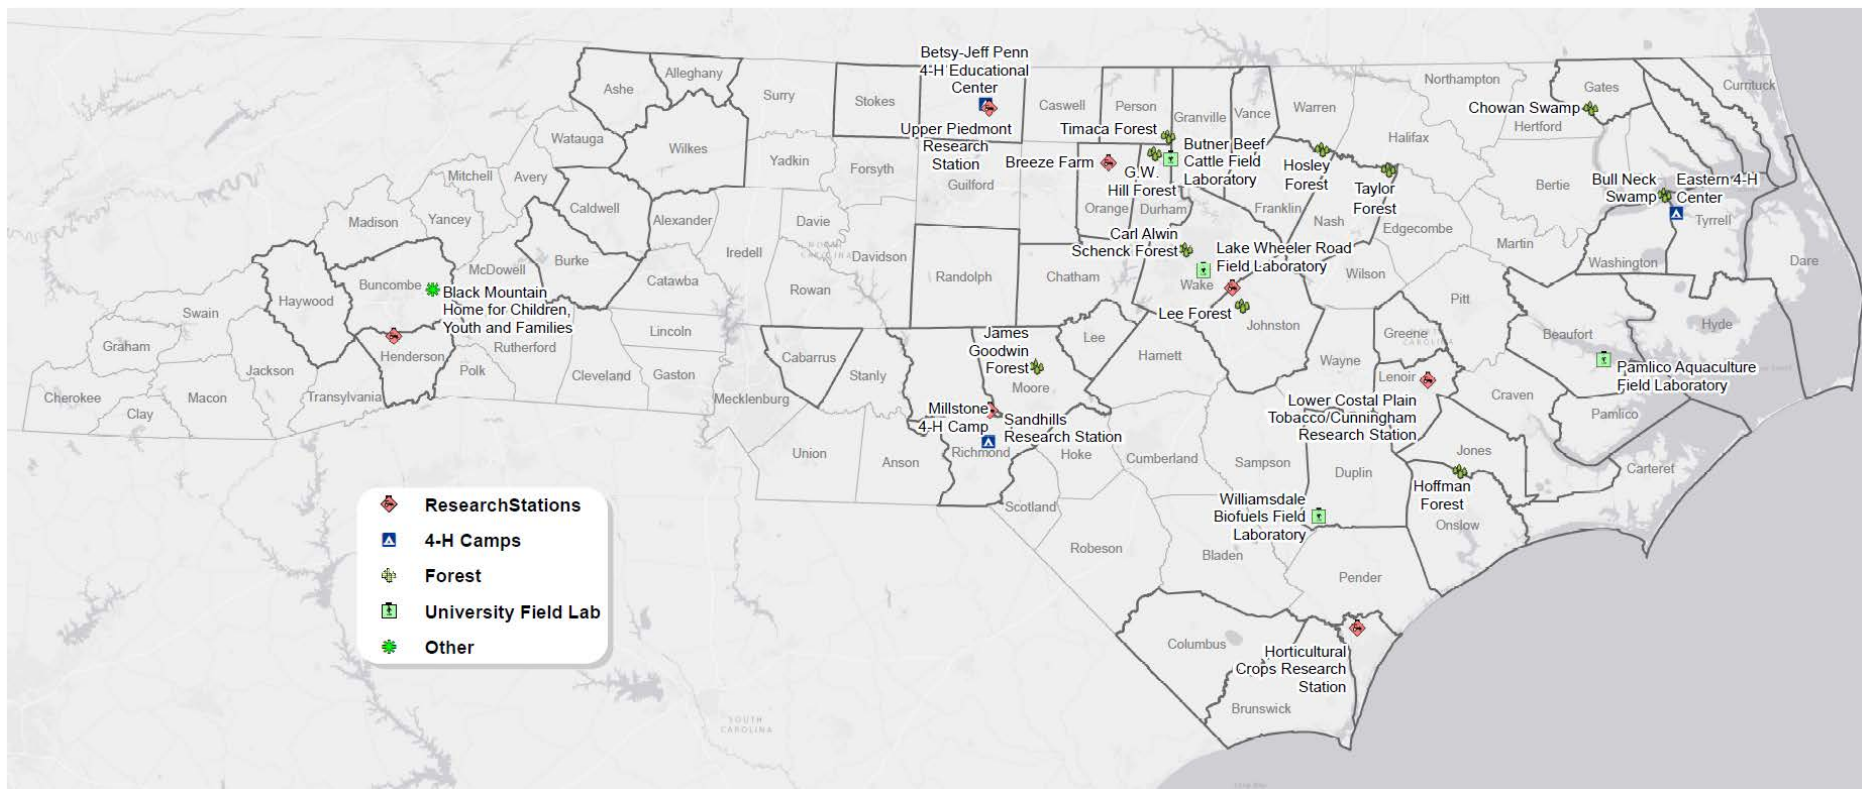 Betsy-Jeff Penn
4-H Educational
Center
Alleghany
Ashe
Surry
Stokes
Caswell
Person
Granville
Vance
Warren
Northampton
Gates
Currituck
Chowan Swamp
Hertford
Halifax
Watauga
Wilkes
Yadkin
Forsyth
Guilford
Upper Piedmont
Research
Station
Timaca Forest
Breeze Farm
G.W.
Hill Forest
Butner Beef
Cattle Field
Laboratory
Hosley
Forest
Taylor
Forest
Bertie
Bull Neck
Swamp
Eastern 4-H
Center
Tyrrell
Mitchell
Avery
Caldwell
Alexander
Davie
Orange
Durham
Franklin
Nash
Edgecombe
Martin
Madison
Yancey
Iredell
Davidson
NORTH
CAROLINA
Carl Alwin
Schenck Forest
Lake Wheeler Road
Field Laboratory
Washington
Dare
Buncombe
McDowell
Burke
Catawba
Rowan
Randolph
Chatham
Wake
Wilson
Pitt
Haywood
Black Mountain
Home for Children,
Youth and Families
Swain
Graham
Henderson
Rutherford
Lincoln
Lee Forest
Johnston
Greene
CAROLINA
Beaufort
Hyde
James
Goodwin
Forest
Lee
Harnett
Wayne
Lenoir
Pamlico Aquaculture
Field Laboratory
Cabarrus
Stanly
Moore
Cherokee
Clay
Macon
Jackson
Transylvania
Polk
Cleveland
Gaston
Mecklenburg
Craven
Pamlico
Millstone
4-H Camp
Sandhills
Research Station
Lower Costal Plain
Tobacco/Cunningham
Research Station
Union
Anson
Richmond
Hoke
Cumberland
Sampson
Duplin
Jones
Carteret
Hoffman
Forest
Onslow
Scotland
Williamsdale
Biofuels Field
Laboratory
Robeson
Bladen
Pender
Columbus
Horticultural
Crops Research
Station
Brunswick
SOUTH
CAROLINA
ResearchStations
4-H Camps
Forest
University Field Lab
Other